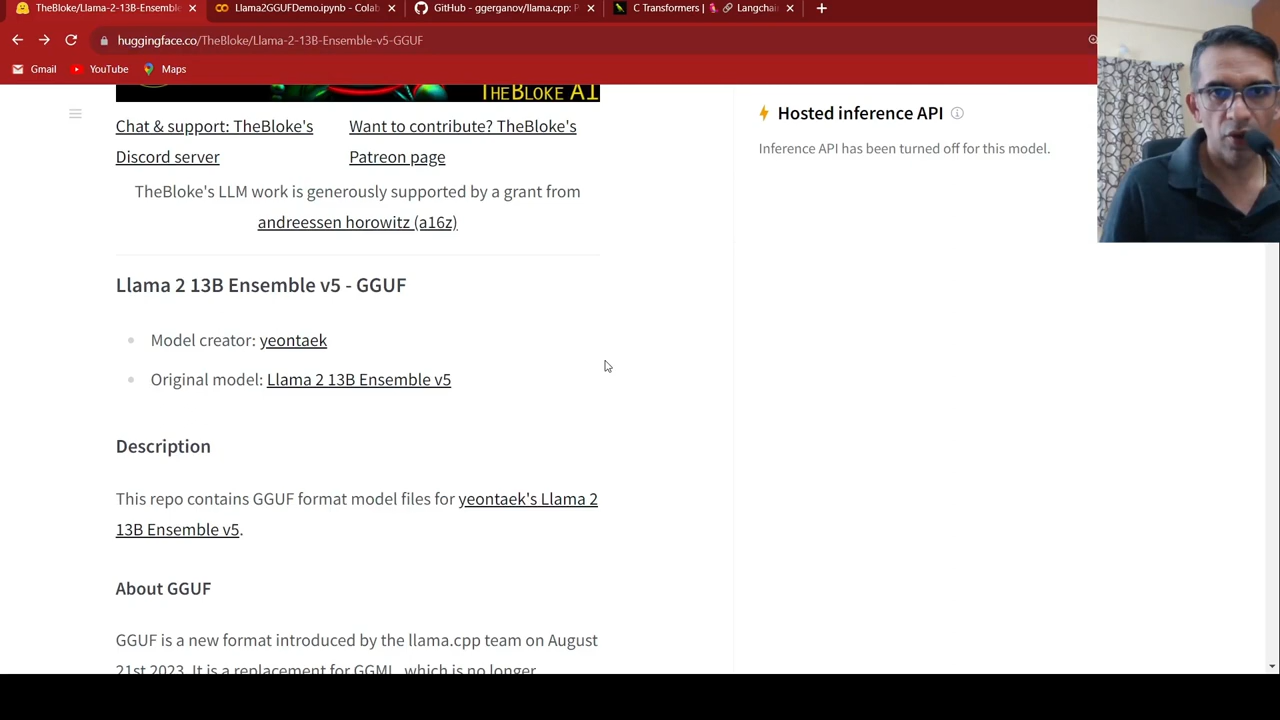 TheBloke/Llama-2-13B-Ensemble-
Llama2GGUFDemo.ipynb - Colab
GitHub - ggerganov/llama.cpp: P
C Transformers | 🦜🔗 Langchain
huggingface.co/TheBloke/Llama-2-13B-Ensemble-v5-GGUF
Gmail
YouTube
Maps
THEBLOKE AI
Chat & support: TheBloke's
Discord server
Want to contribute? TheBloke's
Patreon page
TheBloke's LLM work is generously supported by a grant from
andreessen horowitz (a16z)
Llama 2 13B Ensemble v5 - GGUF
Model creator: yeontaek
Original model: Llama 2 13B Ensemble v5
Description
This repo contains GGUF format model files for yeontaek's Llama 2
13B Ensemble v5.
About GGUF
GGUF is a new format introduced by the llama.cpp team on August
21st 2023. It is a replacement for GGML, which is no longer
Hosted inference API
Inference API has been turned off for this model.